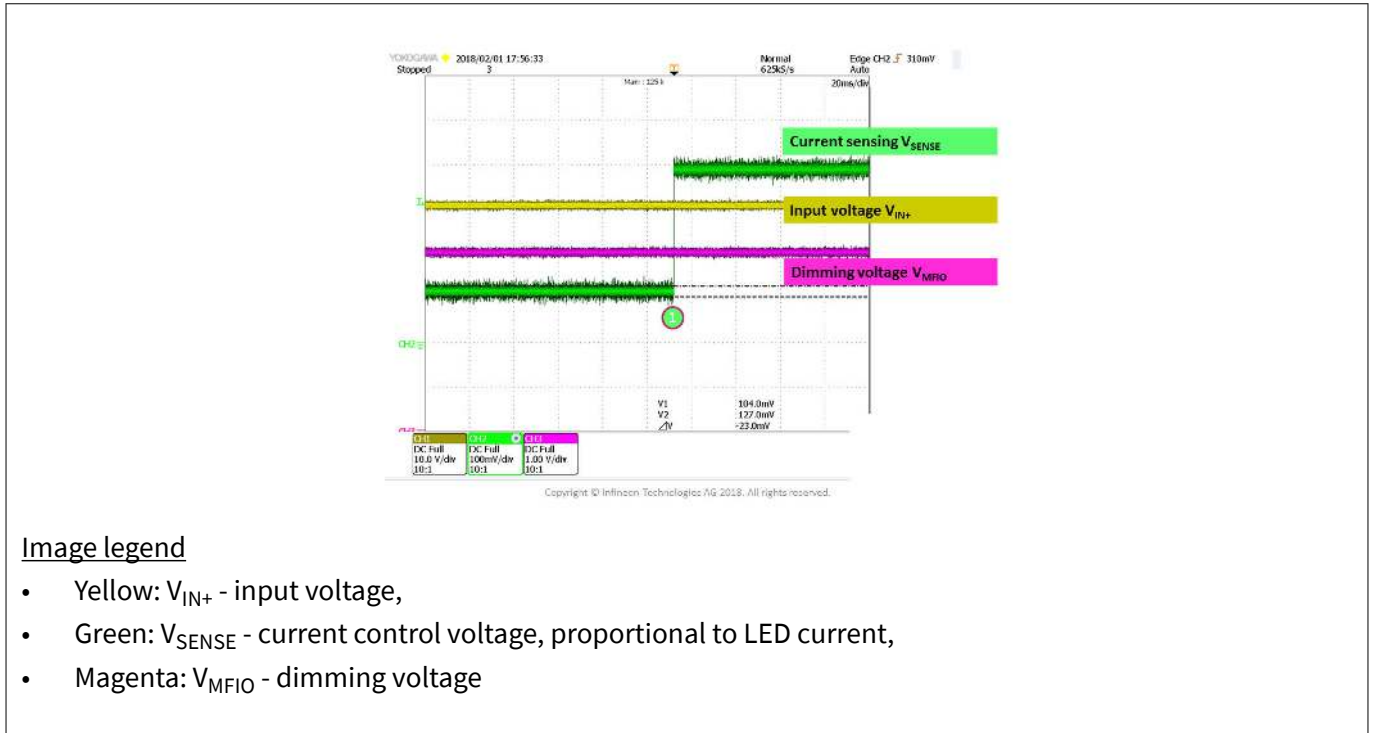 YOKOGAWA 2018/02/01 17:56:33 Normal Edge CH2 310mV
Stopped 3 625kS/s Auto
Main : 125 k 20ms/div
Current sensing VSENSE
Input voltage VIN+
Dimming voltage VMFIO
1
CH2
V1 104.0mV
V2 127.0mV
⊿V -23.0mV
CH1 CH2 CH3
DC Full DC Full DC Full
10.0 V/div 100mV/div 1.00 V/div
10:1 10:1 10:1
Copyright © Infineon Technologies AG 2018. All rights reserved.
Image legend
• Yellow: VIN+ - input voltage,
• Green: VSENSE - current control voltage, proportional to LED current,
• Magenta: VMFIO - dimming voltage